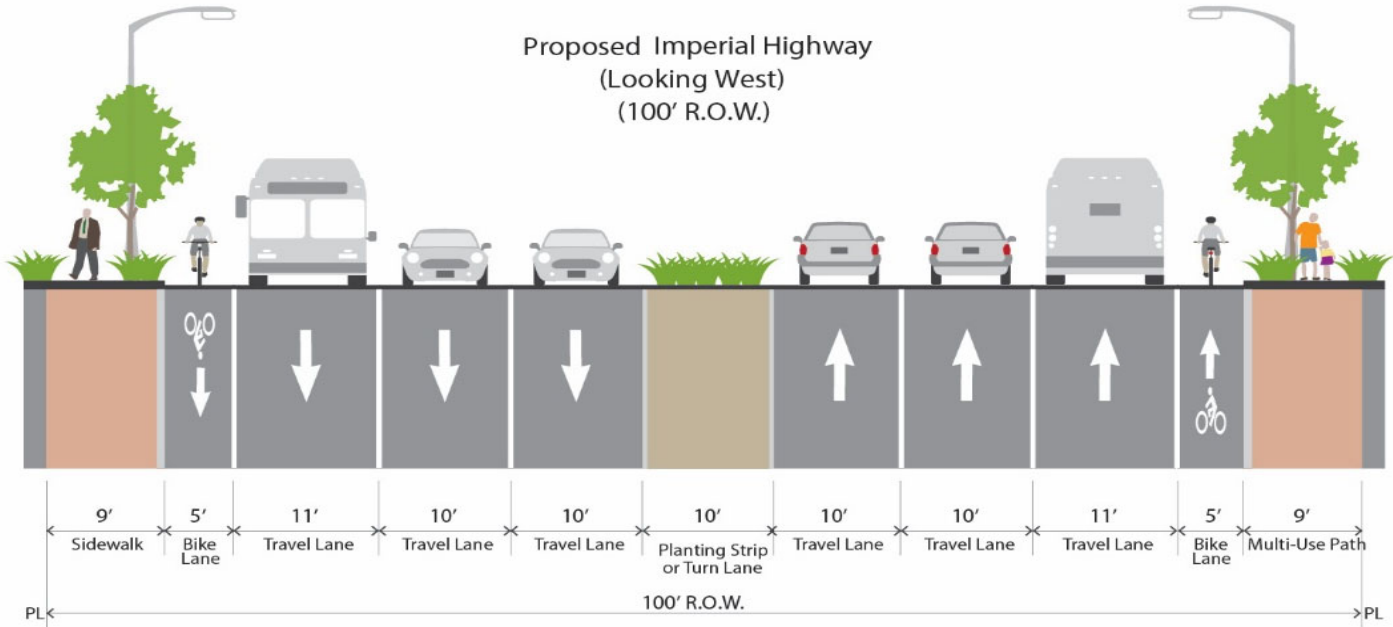 Proposed Imperial Highway
(Looking West)
(100' R.O.W.)
9' 5' 11' 10' 10' 10' 10' 10' 11' 5' 9'
Sidewalk Bike Travel Lane Travel Lane Travel Lane Planting Strip Travel Lane Travel Lane Travel Lane Bike Multi-Use Path
Lane or Turn Lane Lane
100' R.O.W.
PL PL